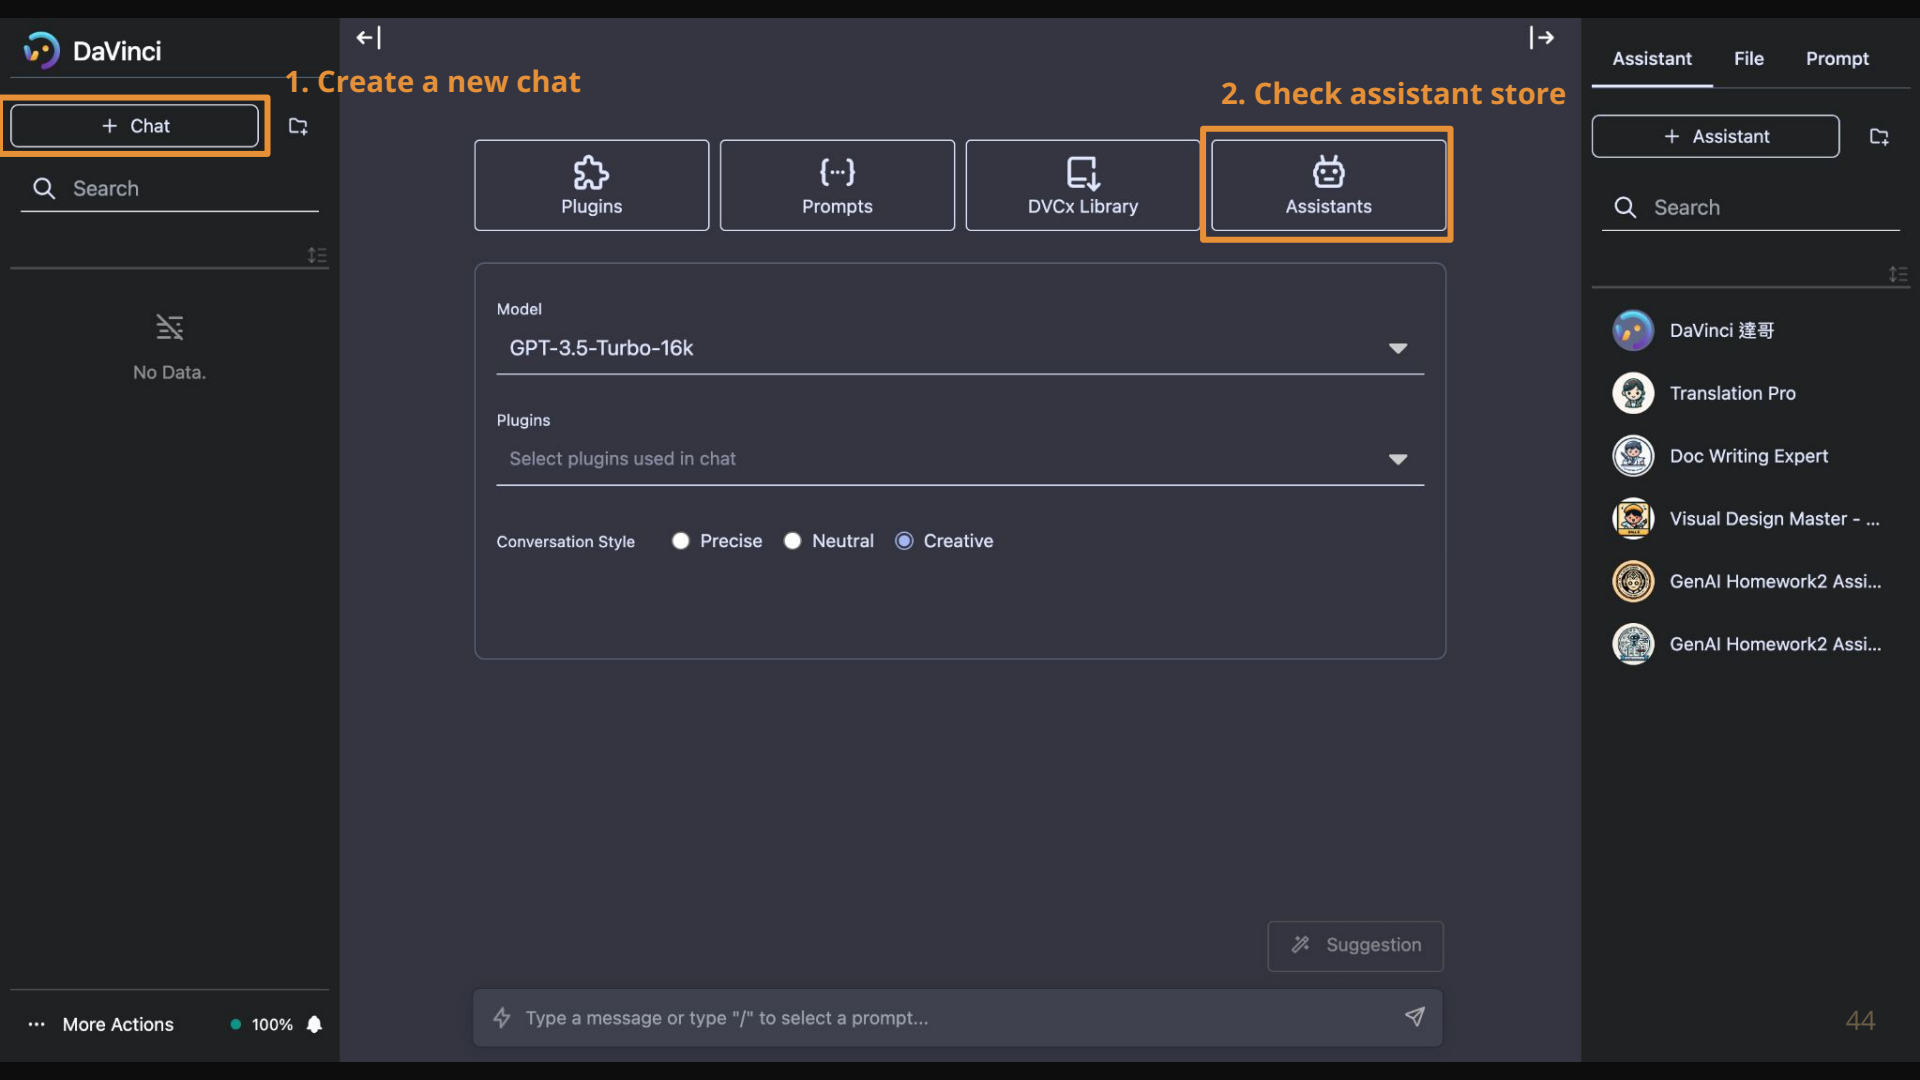 DaVinci
1. Create a new chat
+ Chat
Search
No Data.
More Actions
100%
2. Check assistant store
Plugins
Prompts
DVCx Library
Assistants
Model
GPT-3.5-Turbo-16k
Plugins
Select plugins used in chat
Conversation Style Precise Neutral Creative
Suggestion
Type a message or type "/" to select a prompt...
Assistant File Prompt
+ Assistant
Search
DaVinci 達哥
Translation Pro
Doc Writing Expert
Visual Design Master - ...
GenAI Homework2 Assi...
GenAI Homework2 Assi...
44